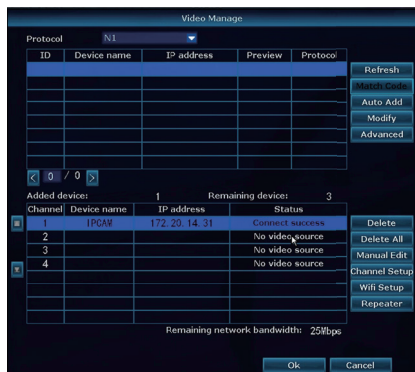 Video Manage
Protocol N1
ID Device name IP address Preview Protocol
Refresh
Match Code
Auto Add
Modify
Advanced
< 0 / 0 >
Added device: 1 Remaining device: 3
Channel Device name IP address Status
1 IPCAM 172.20.14.31 Connect success
2 No video source
3 No video source
4 No video source
Delete
Delete All
Manual Edit
Channel Setup
Wifi Setup
Repeater
Remaining network bandwidth: 25Mbps
Ok Cancel